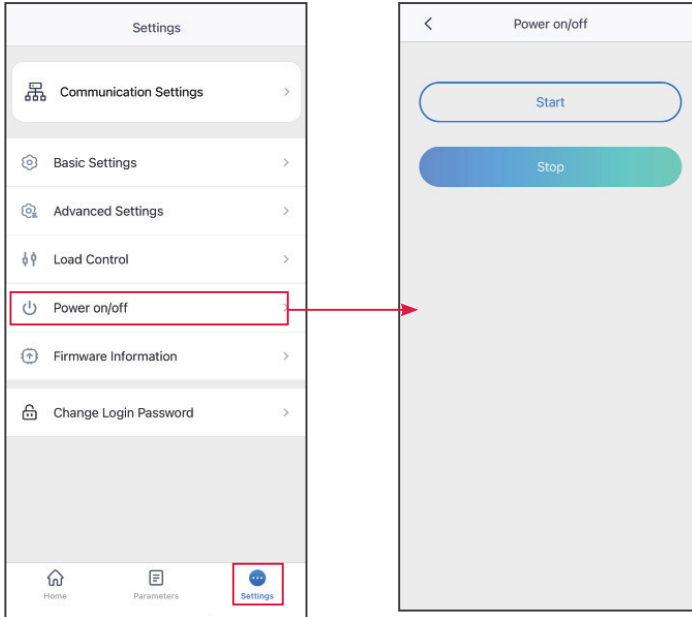 Settings
Communication Settings
Basic Settings
Advanced Settings
Load Control
Power on/off
Firmware Information
Change Login Password
Home
Parameters
Settings
Power on/off
Start
Stop